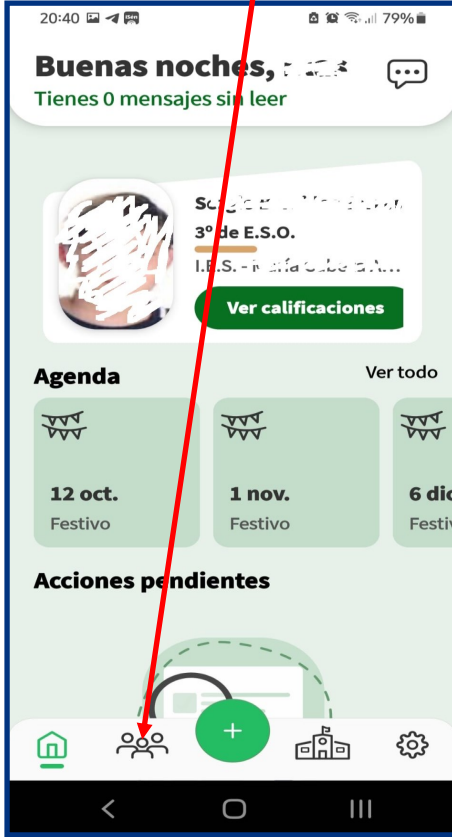 20:40
79%
Buenas noches,
Tienes 0 mensajes sin leer
3º de E.S.O.
I.E.S. -
Ver calificaciones
Agenda
Ver todo
12 oct.
Festivo
1 nov.
Festivo
6 dic
Festiv
Acciones pendientes
+